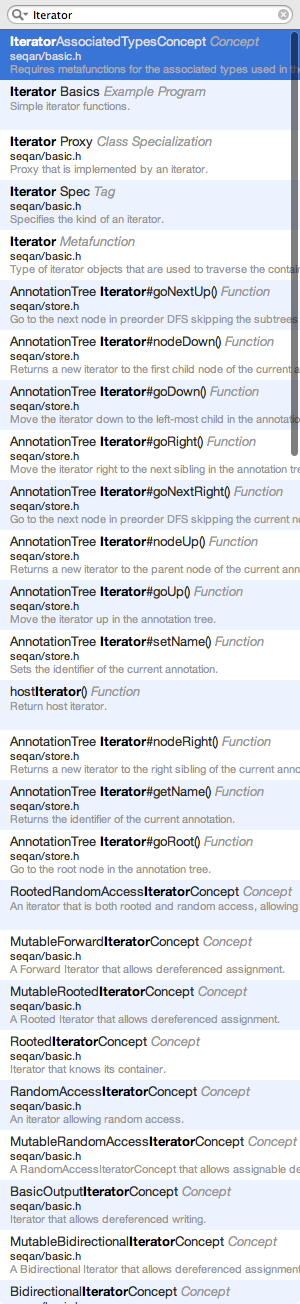 Iterator
IteratorAssociatedTypesConcept Concept
seqan/basic.h
Requires metafunctions for the associated types used in the
Iterator Basics Example Program
Simple iterator functions.
Iterator Proxy Class Specialization
seqan/basic.h
Proxy that is implemented by an iterator.
Iterator Spec Tag
seqan/basic.h
Specifies the kind of an iterator.
Iterator Metafunction
seqan/basic.h
Type of iterator objects that are used to traverse the contain
AnnotationTree Iterator#goNextUp() Function
seqan/store.h
Go to the next node in preorder DFS skipping the subtrees
AnnotationTree Iterator#nodeDown() Function
seqan/store.h
Returns a new iterator to the first child node of the current a
AnnotationTree Iterator#goDown() Function
seqan/store.h
Move the iterator down to the left-most child in the annotatio
AnnotationTree Iterator#goRight() Function
seqan/store.h
Move the iterator right to the next sibling in the annotation tre
AnnotationTree Iterator#goNextRight() Function
seqan/store.h
Go to the next node in preorder DFS skipping the current no
AnnotationTree Iterator#nodeUp() Function
seqan/store.h
Returns a new iterator to the parent node of the current ann
AnnotationTree Iterator#goUp() Function
seqan/store.h
Move the iterator up in the annotation tree.
AnnotationTree Iterator#setName() Function
seqan/store.h
Sets the identifier of the current annotation.
hostIterator() Function
Return host iterator.
AnnotationTree Iterator#nodeRight() Function
seqan/store.h
Returns a new iterator to the right sibling of the current anno
AnnotationTree Iterator#getName() Function
seqan/store.h
Returns the identifier of the current annotation.
AnnotationTree Iterator#goRoot() Function
seqan/store.h
Go to the root node in the annotation tree.
RootedRandomAccessIteratorConcept Concept
An iterator that is both rooted and random access, allowing
MutableForwardIteratorConcept Concept
seqan/basic.h
A Forward Iterator that allows dereferenced assignment.
MutableRootedIteratorConcept Concept
seqan/basic.h
A Rooted Iterator that allows dereferenced assignment.
RootedIteratorConcept Concept
seqan/basic.h
Iterator that knows its container.
RandomAccessIteratorConcept Concept
seqan/basic.h
An iterator allowing random access.
MutableRandomAccessIteratorConcept Concept
seqan/basic.h
A RandomAccessIteratorConcept that allows assignable de
BasicOutputIteratorConcept Concept
seqan/basic.h
Iterator that allows dereferenced writing.
MutableBidirectionalIteratorConcept Concept
seqan/basic.h
A Bidirectional Iterator that allows dereferenced assignment
BidirectionalIteratorConcept Concept
seqan/basic.h